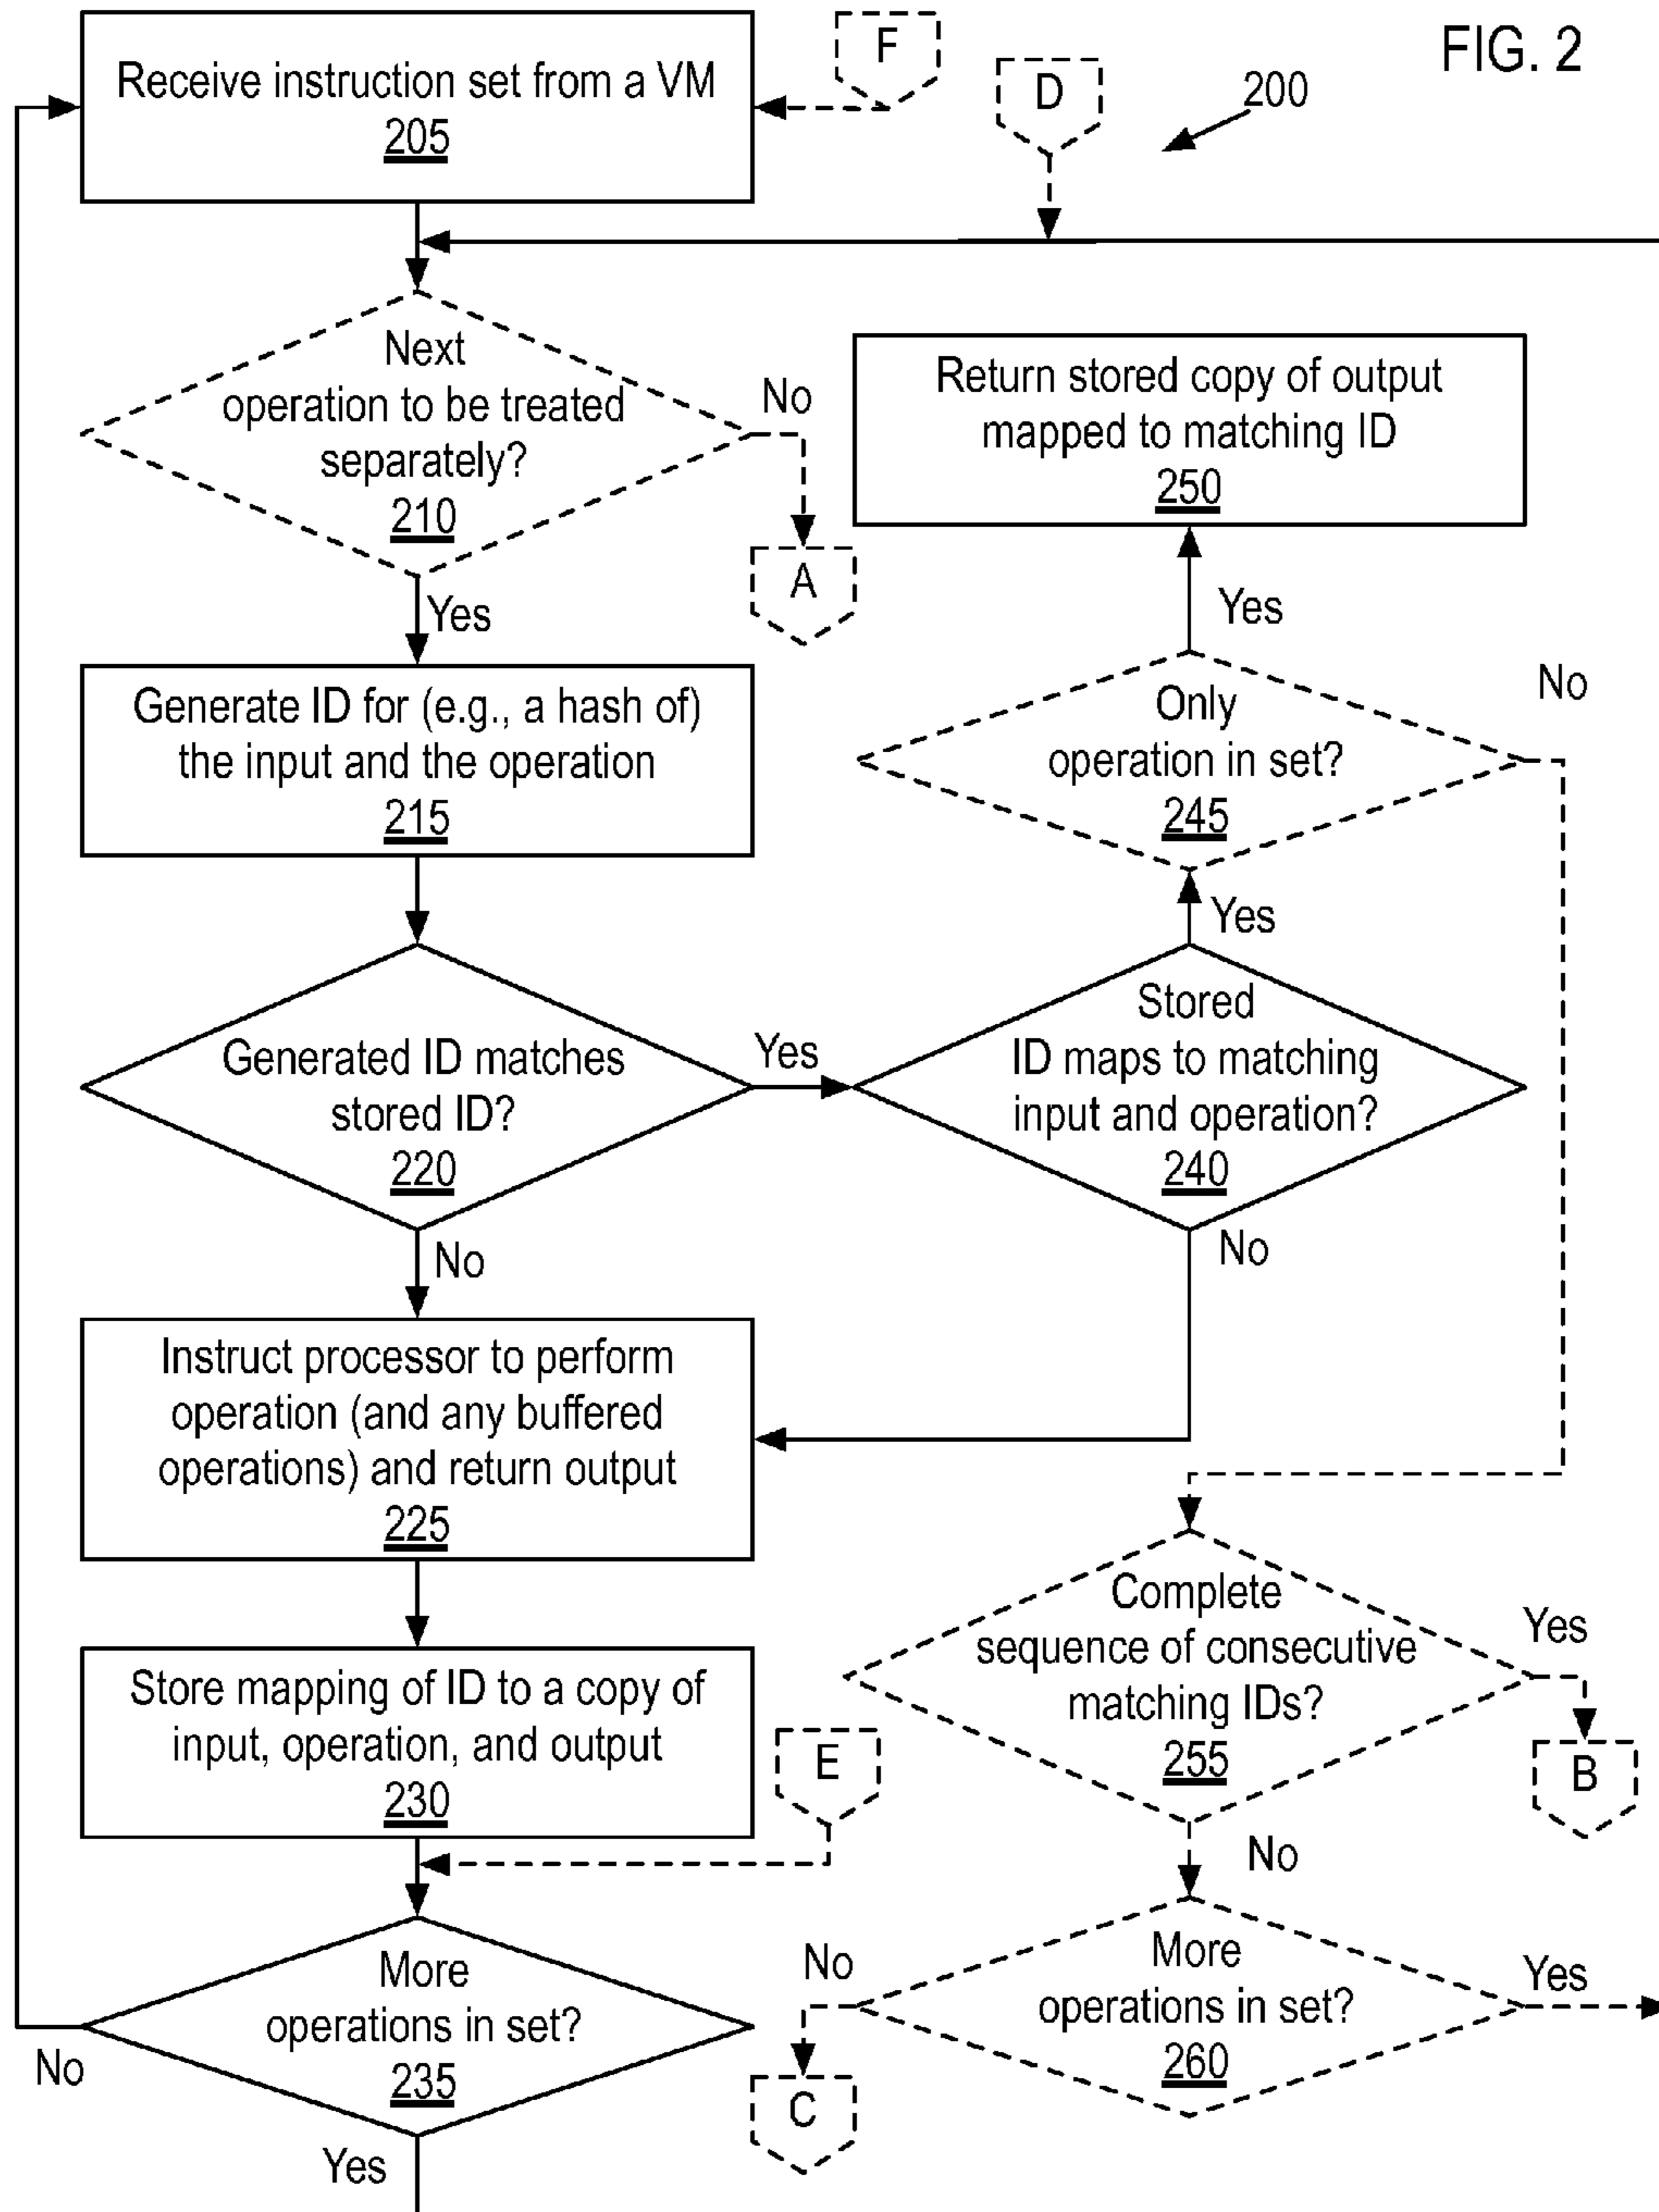 FIG. 2
F
D
200
Receive instruction set from a VM
205
Next
operation to be treated
separately?
210
No
A
Yes
Return stored copy of output
mapped to matching ID
250
Yes
Generate ID for (e.g., a hash of)
the input and the operation
215
Only
operation in set?
245
No
Yes
Generated ID matches
stored ID?
220
Yes
Stored
ID maps to matching
input and operation?
240
No
No
Instruct processor to perform
operation (and any buffered
operations) and return output
225
Complete
sequence of consecutive
matching IDs?
255
Yes
B
Store mapping of ID to a copy of
input, operation, and output
230
E
No
More
operations in set?
235
No
Yes
More
operations in set?
260
No
Yes
C